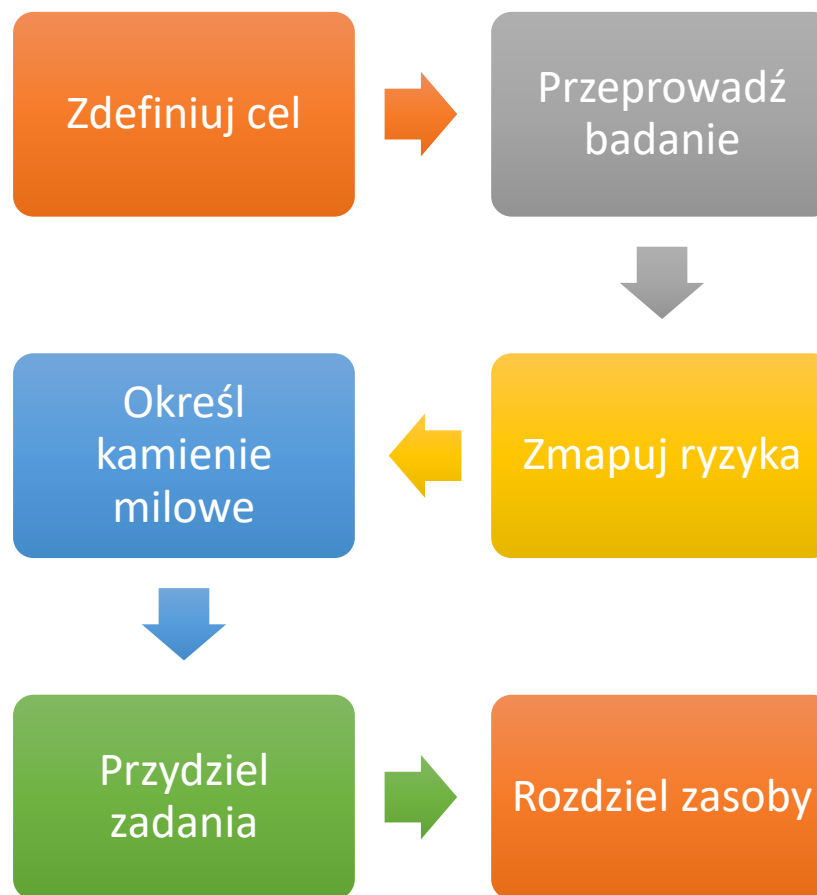 Zdefiniuj cel
Przeprowadź
badanie
Zmapuj ryzyka
Określ
kamienie
milowe
Przydziel
zadania
Rozdziel zasoby